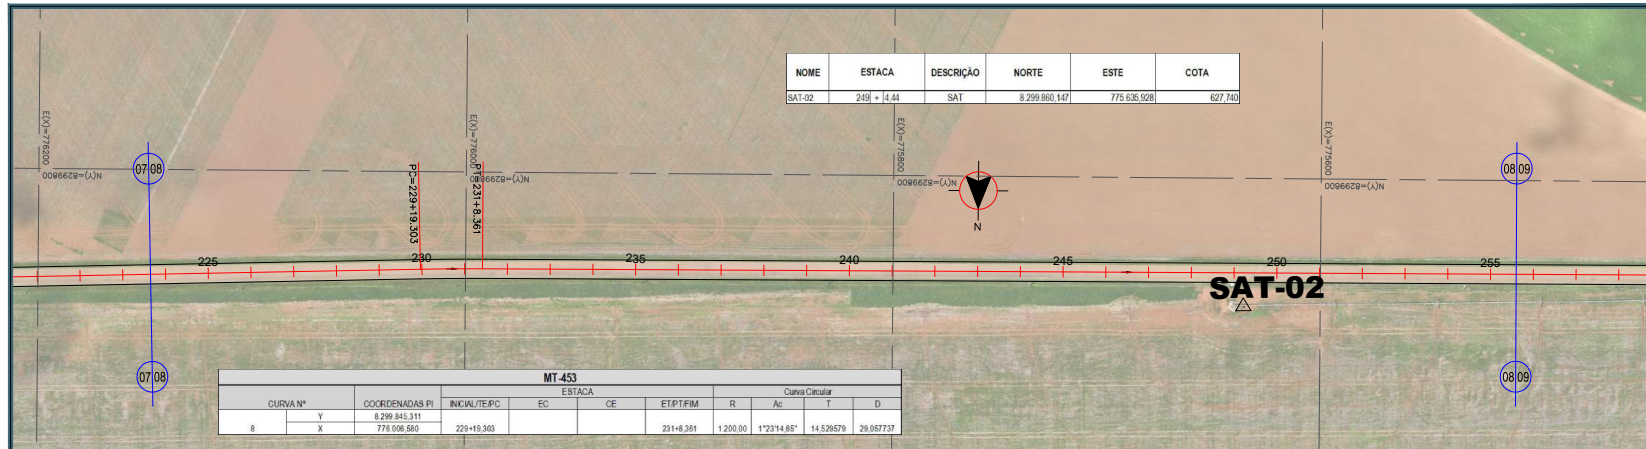 NOME ESTACA DESCRIÇÃO NORTE ESTE COTA
SAT-02 249 + 4,44 SAT 8.299.860,147 775.635,928 627,740
E(X)=776200
E(X)=776000
E(X)=775800
E(X)=775600
07 08
N(Y)=8299800
PC=229+19.303
PT=231+8.361
N(Y)=8299800
N(Y)=8299800
N
N(Y)=8299800
08 09
225 230 235 240 245 250 255
SAT-02
07 08
08 09
MT-453
CURVA Nº COORDENADAS PI ESTACA Curva Circular
INICIAL/TE/PC EC CE ET/PT/FIM R Ac T D
8 Y 8.299.845,311
X 776.006,580 229+19,303 231+8,361 1.200,00 1°23'14,65" 14,529579 29,057737